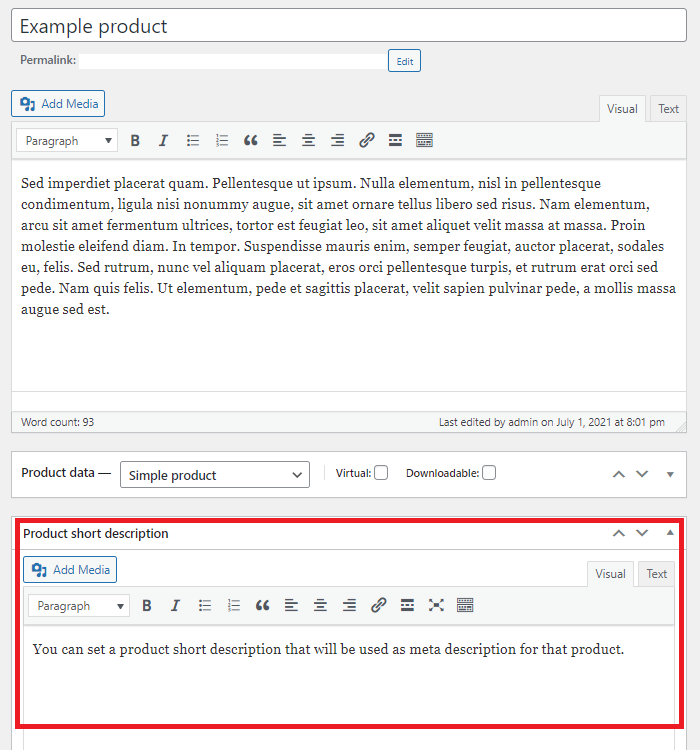 Example product
Permalink:
Edit
Add Media
Visual
Text
Paragraph
B
I
Sed imperdiet placerat quam. Pellentesque ut ipsum. Nulla elementum, nisl in pellentesque
condimentum, ligula nisi nonummy augue, sit amet ornare tellus libero sed risus. Nam elementum,
arcu sit amet fermentum ultrices, tortor est feugiat leo, sit amet aliquet velit massa at massa. Proin
molestie eleifend diam. In tempor. Suspendisse mauris enim, semper feugiat, auctor placerat, sodales
eu, felis. Sed rutrum, nunc vel aliquam placerat, eros orci pellentesque turpis, et rutrum erat orci sed
pede. Nam quis felis. Ut elementum, pede et sagittis placerat, velit sapien pulvinar pede, a mollis massa
augue sed est.
Word count: 93
Last edited by admin on July 1, 2021 at 8:01 pm
Product data — Simple product Virtual: Downloadable:
Product short description
Add Media
Visual
Text
Paragraph
B
I
You can set a product short description that will be used as meta description for that product.